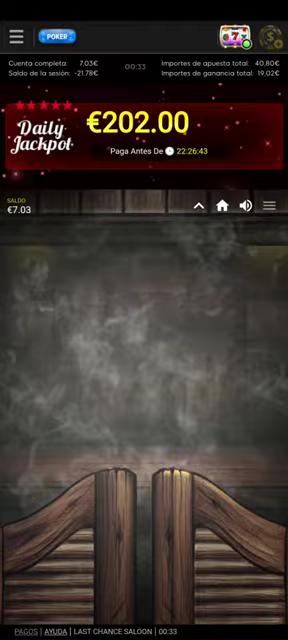 POKER
7
Cuenta completa: 7,03€
Saldo de la sesión: -21.78€
00:33
Importes de apuesta total: 40,80€
Importes de ganancia total: 19,02€
Daily Jackpot
€202.00
Paga Antes De 22:26:43
SALDO
€7.03
PAGOS | AYUDA | LAST CHANCE SALOON | 00:33